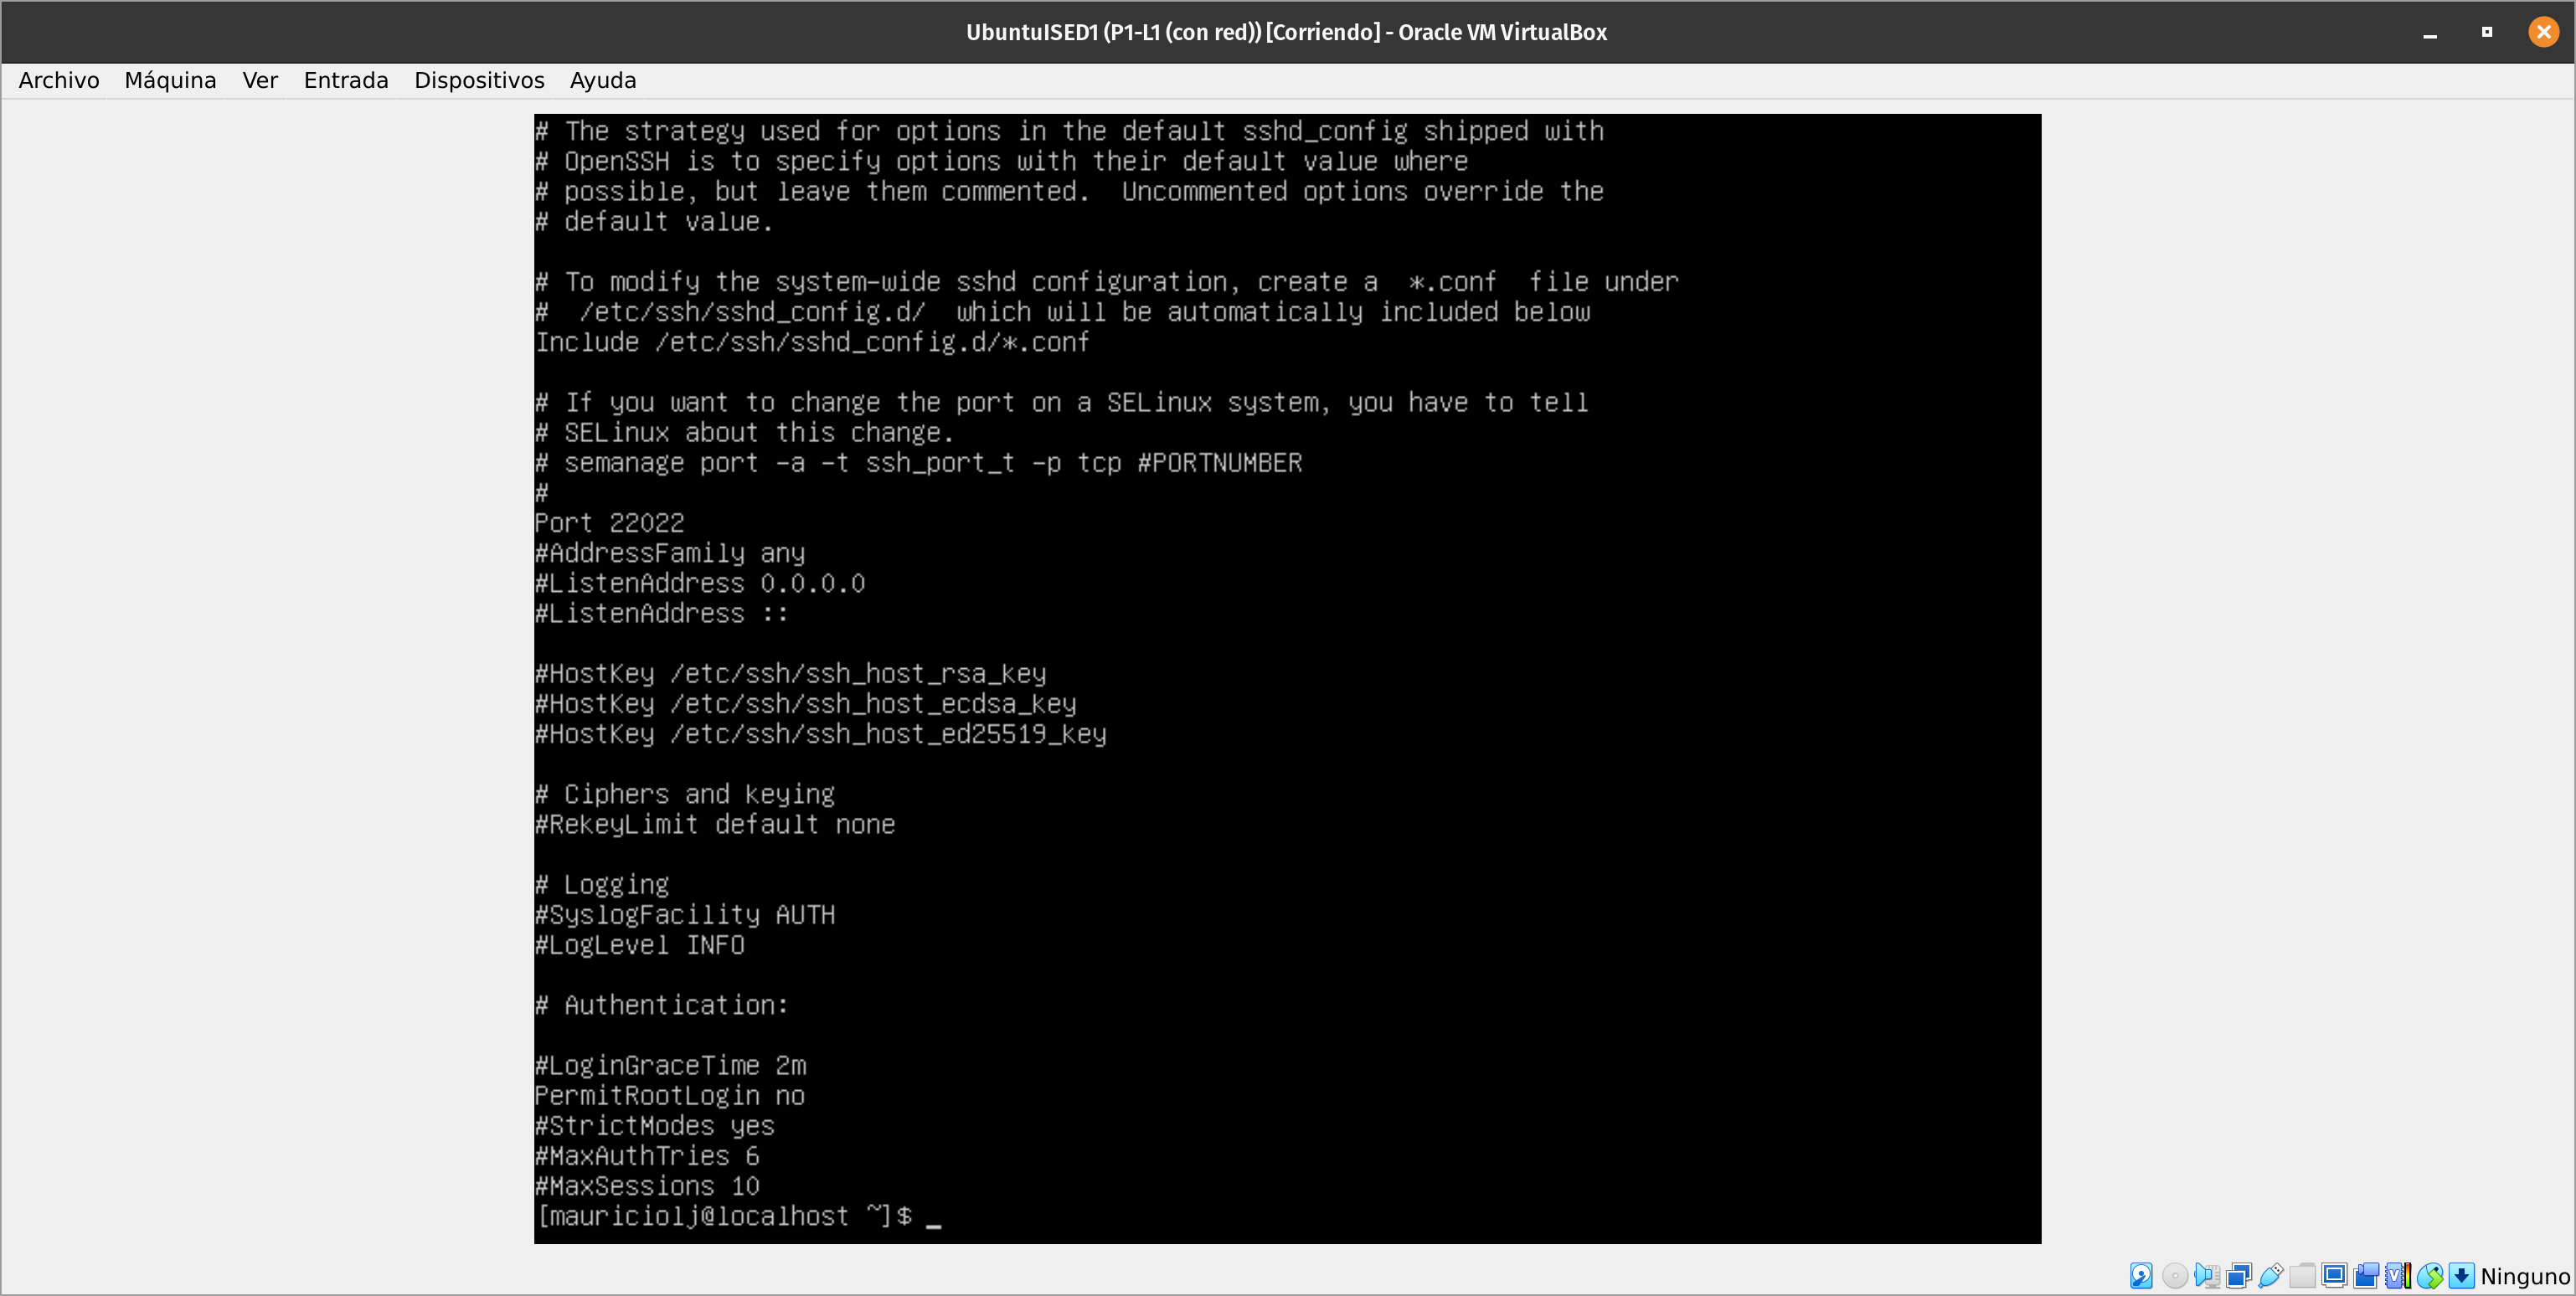 UbuntuISED1 (P1-L1 (con red)) [Corriendo] - Oracle VM VirtualBox
Archivo Máquina Ver Entrada Dispositivos Ayuda
# The strategy used for options in the default sshd_config shipped with
# OpenSSH is to specify options with their default value where
# possible, but leave them commented.  Uncommented options override the
# default value.

# To modify the system-wide sshd configuration, create a  *.conf  file under
#  /etc/ssh/sshd_config.d/  which will be automatically included below
Include /etc/ssh/sshd_config.d/*.conf

# If you want to change the port on a SELinux system, you have to tell
# SELinux about this change.
# semanage port -a -t ssh_port_t -p tcp #PORTNUMBER
#
Port 22022
#AddressFamily any
#ListenAddress 0.0.0.0
#ListenAddress ::

#HostKey /etc/ssh/ssh_host_rsa_key
#HostKey /etc/ssh/ssh_host_ecdsa_key
#HostKey /etc/ssh/ssh_host_ed25519_key

# Ciphers and keying
#RekeyLimit default none

# Logging
#SyslogFacility AUTH
#LogLevel INFO

# Authentication:

#LoginGraceTime 2m
PermitRootLogin no
#StrictModes yes
#MaxAuthTries 6
#MaxSessions 10
[mauriciolj@localhost ~]$ _
Ninguno